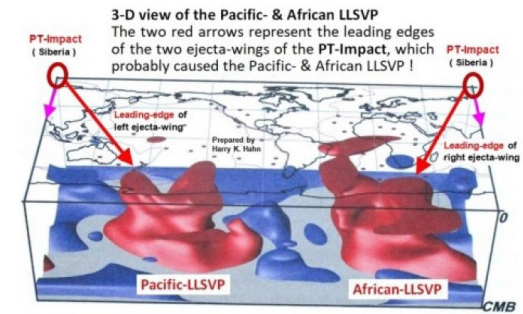 3-D view of the Pacific- & African LLSVP
The two red arrows represent the leading edges
of the two ejecta-wings of the PT-Impact, which
probably caused the Pacific- & African LLSVP !
PT-Impact
( Siberia )
PT-Impact
( Siberia )
Leading-edge of
left ejecta-wing"
Prepared by
Harry K. Hahn
Leading-edge of
right ejecta-wing
0
Pacific-LLSVP
African-LLSVP
CMB